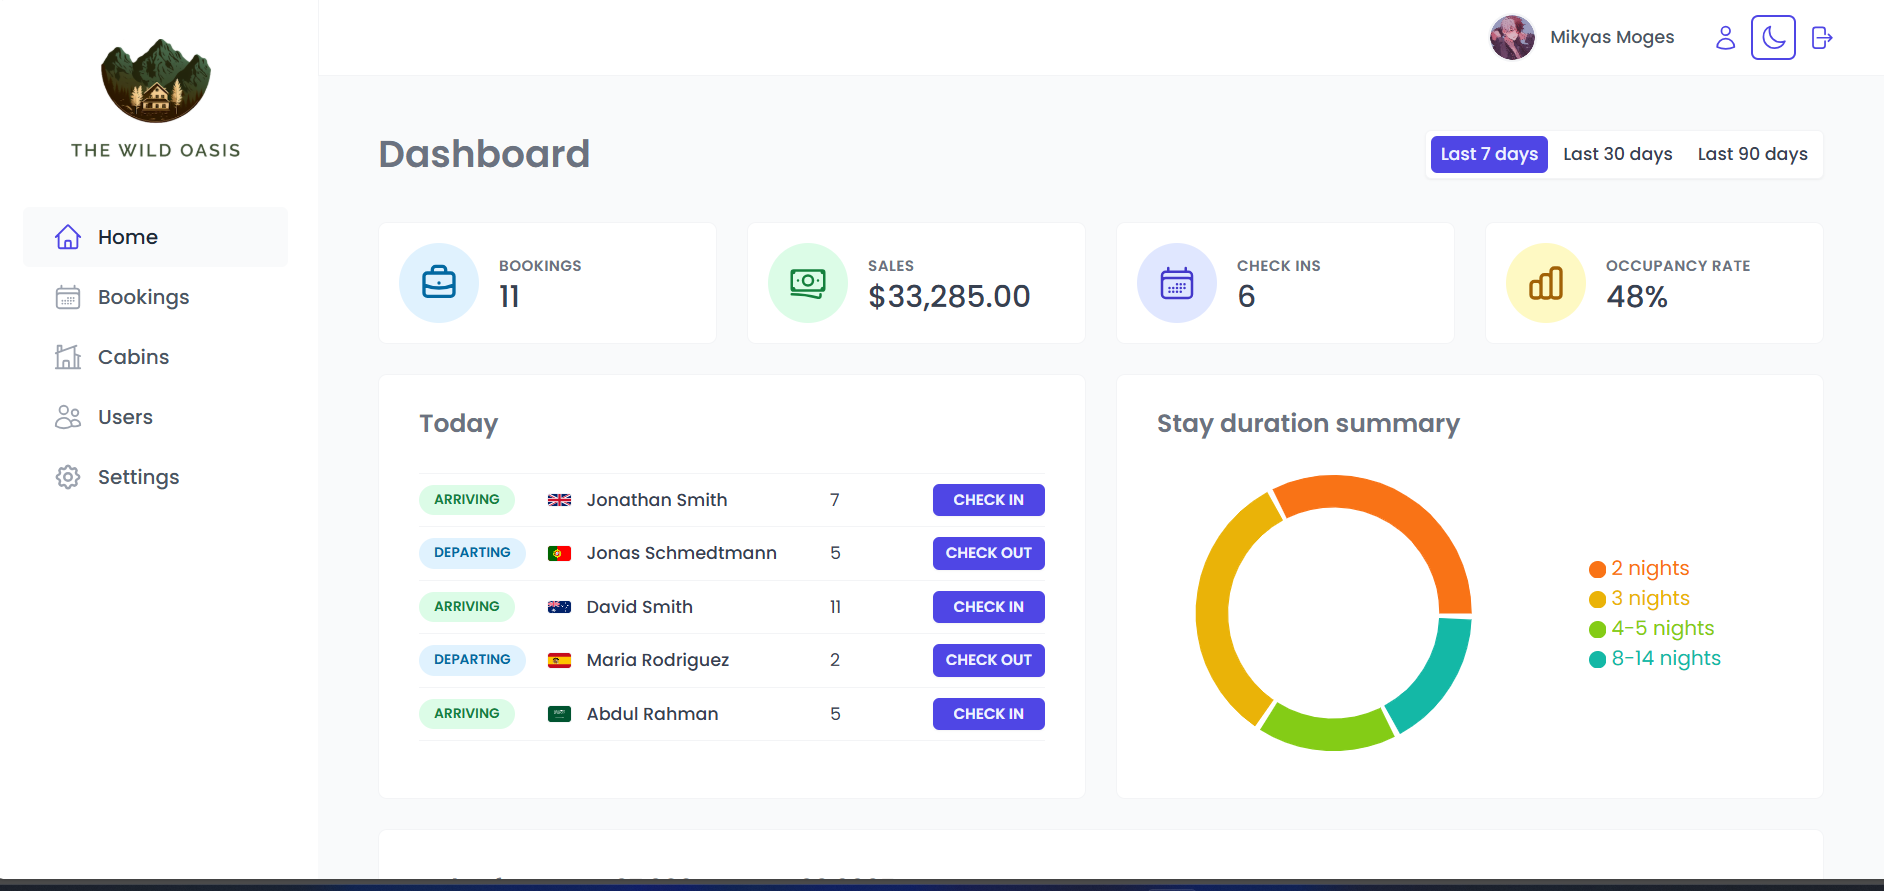 THE WILD OASIS
Home
Bookings
Cabins
Users
Settings
Mikyas Moges
Dashboard
Last 7 days Last 30 days Last 90 days
BOOKINGS
11
SALES
$33,285.00
CHECK INS
6
OCCUPANCY RATE
48%
Today
ARRIVING Jonathan Smith 7 CHECK IN
DEPARTING Jonas Schmedtmann 5 CHECK OUT
ARRIVING David Smith 11 CHECK IN
DEPARTING Maria Rodriguez 2 CHECK OUT
ARRIVING Abdul Rahman 5 CHECK IN
Stay duration summary
2 nights
3 nights
4-5 nights
8-14 nights